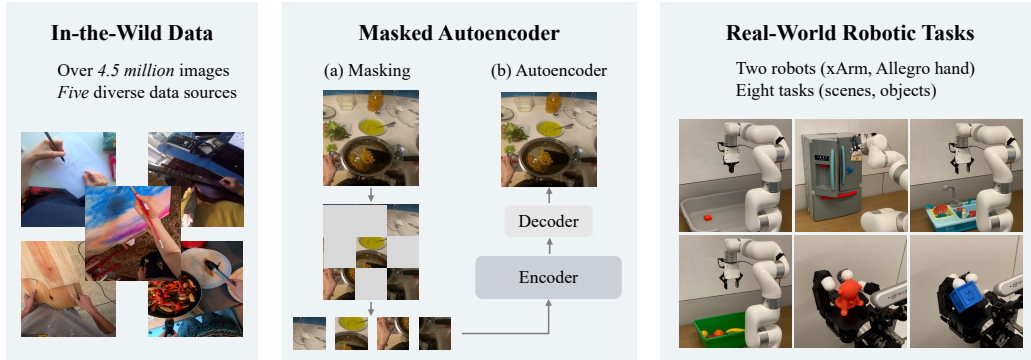 In-the-Wild Data
Over 4.5 million images
Five diverse data sources
Masked Autoencoder
(a) Masking
(b) Autoencoder
Decoder
Encoder
Real-World Robotic Tasks
Two robots (xArm, Allegro hand)
Eight tasks (scenes, objects)